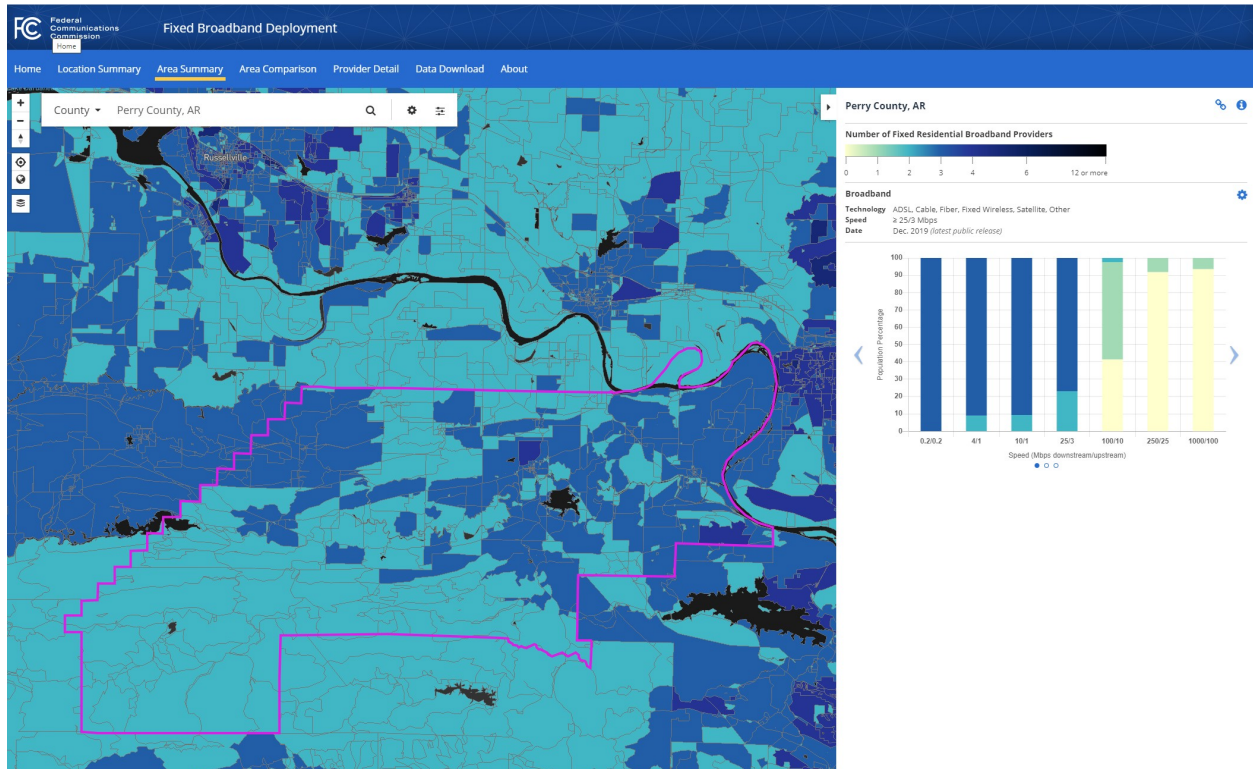 FCC
Federal
Communications
Commission
Home
Fixed Broadband Deployment
Home Location Summary Area Summary Area Comparison Provider Detail Data Download About
County Perry County, AR
Russellville
Perry County, AR
Number of Fixed Residential Broadband Providers
0 1 2 3 4 6 12 or more
Broadband
Technology ADSL, Cable, Fiber, Fixed Wireless, Satellite, Other
Speed ≥ 25/3 Mbps
Date Dec. 2019 (latest public release)
Population Percentage
100
90
80
70
60
50
40
30
20
10
0
0.2/0.2 4/1 10/1 25/3 100/10 250/25 1000/100
Speed (Mbps downstream/upstream)